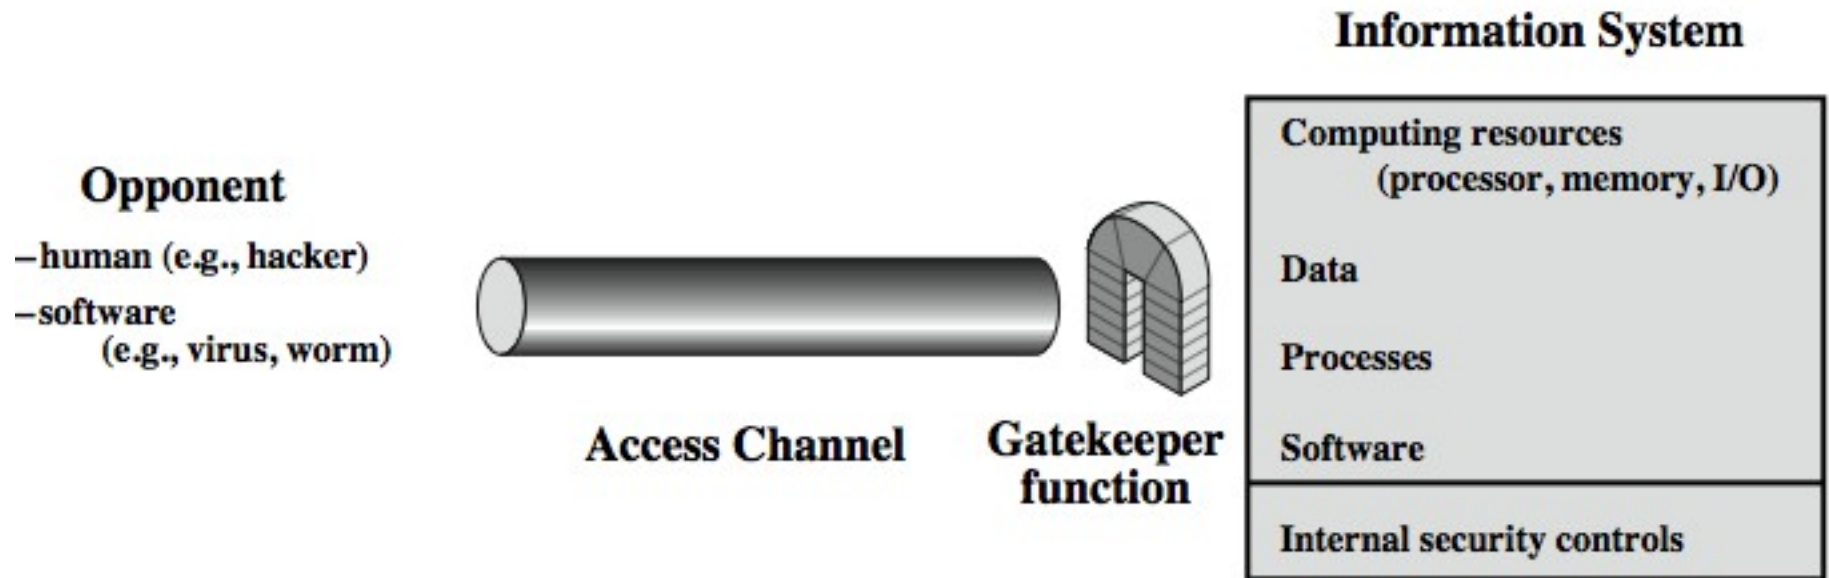 Information System
Opponent
–human (e.g., hacker)
–software
(e.g., virus, worm)
Access Channel
Gatekeeper
function
Computing resources
(processor, memory, I/O)
Data
Processes
Software
Internal security controls